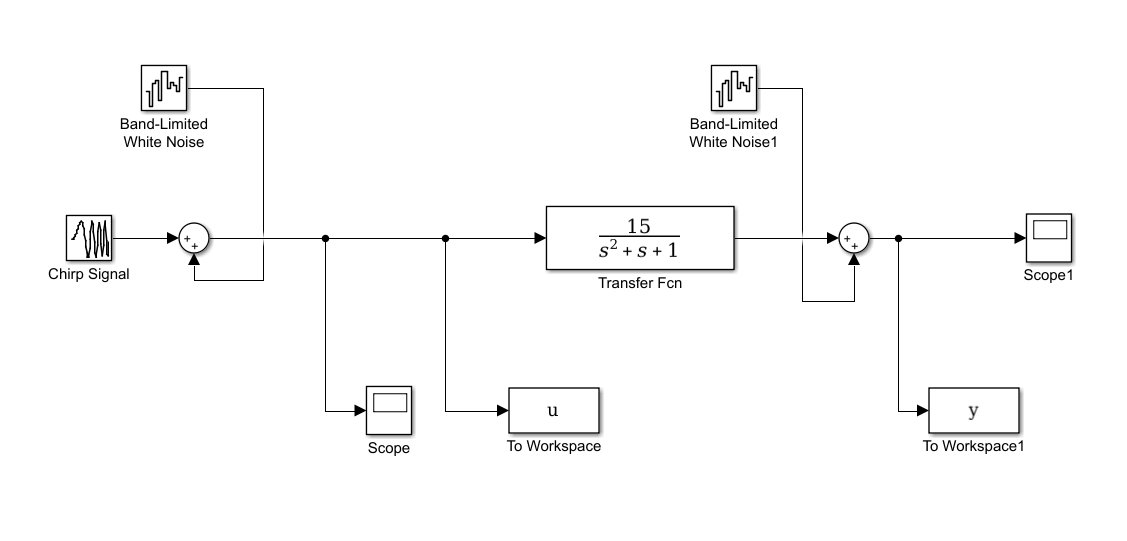 Band-Limited
White Noise
Band-Limited
White Noise1
Chirp Signal
+
+
15
s² + s + 1
Transfer Fcn
+
+
Scope1
Scope
u
To Workspace
y
To Workspace1